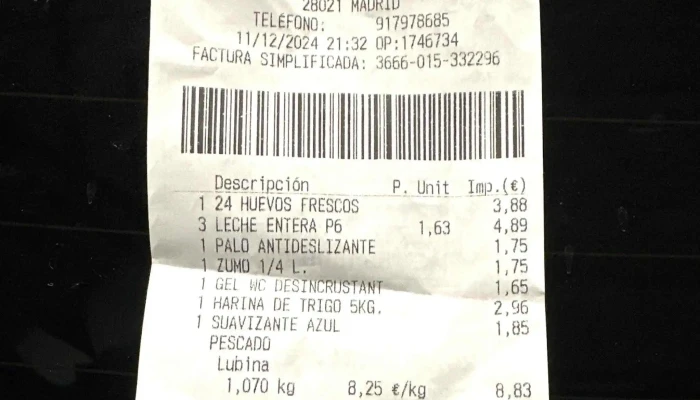 28021 MADRID
TELÉFONO: 917978685
11/12/2024 21:32 OP:1746734
FACTURA SIMPLIFICADA: 3666-015-332296
Descripción P. Unit Imp.(€)
1 24 HUEVOS FRESCOS 3,88
3 LECHE ENTERA P6 1,63 4,89
1 PALO ANTIDESLIZANTE 1,75
1 ZUMO 1/4 L. 1,75
1 GEL WC DESINCRUSTANT 1,65
1 HARINA DE TRIGO 5KG. 2,96
1 SUAVIZANTE AZUL 1,85
PESCADO
Lubina
1,070 kg 8,25 €/kg 8,83